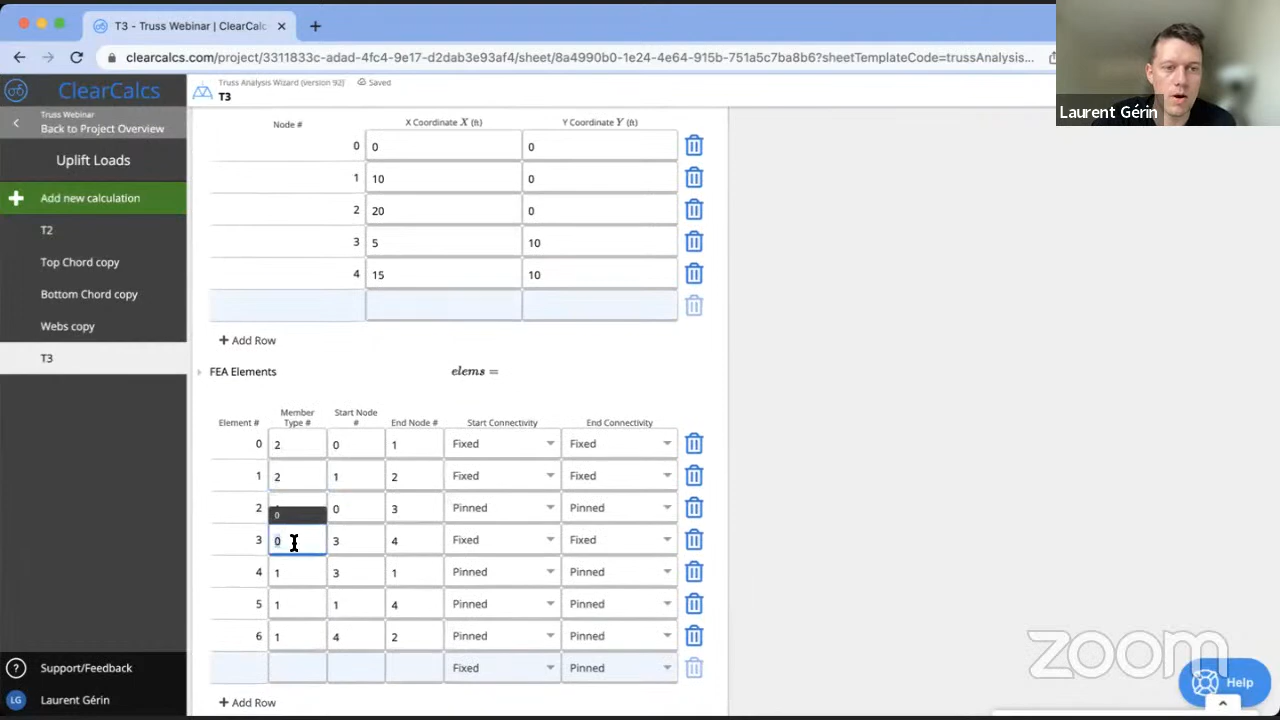 T3 - Truss Webinar | ClearCalc
clearcalcs.com/project/3311833c-adad-4fc4-9e17-d2dab3e93af4/sheet/8a4990b0-1e24-4e64-915b-751a5c7ba8b6?sheetTemplateCode=trussAnalysis...
Laurent Gérin
ClearCalcs
Truss Analysis Wizard (version 92)
Saved
T3
Truss Webinar
Back to Project Overview
Uplift Loads
Add new calculation
T2
Top Chord copy
Bottom Chord copy
Webs copy
T3
Node # X Coordinate X (ft) Y Coordinate Y (ft)
0 0 0
1 10 0
2 20 0
3 5 10
4 15 10
+ Add Row
FEA Elements elems =
Element # Member Type # Start Node # End Node # Start Connectivity End Connectivity
0 2 0 1 Fixed Fixed
1 2 1 2 Fixed Fixed
2 0 3 Pinned Pinned
0
3 0 3 4 Fixed Fixed
4 1 3 1 Pinned Pinned
5 1 1 4 Pinned Pinned
6 1 4 2 Pinned Pinned
Fixed Pinned
+ Add Row
? Support/Feedback
LG Laurent Gérin
zoom
Help